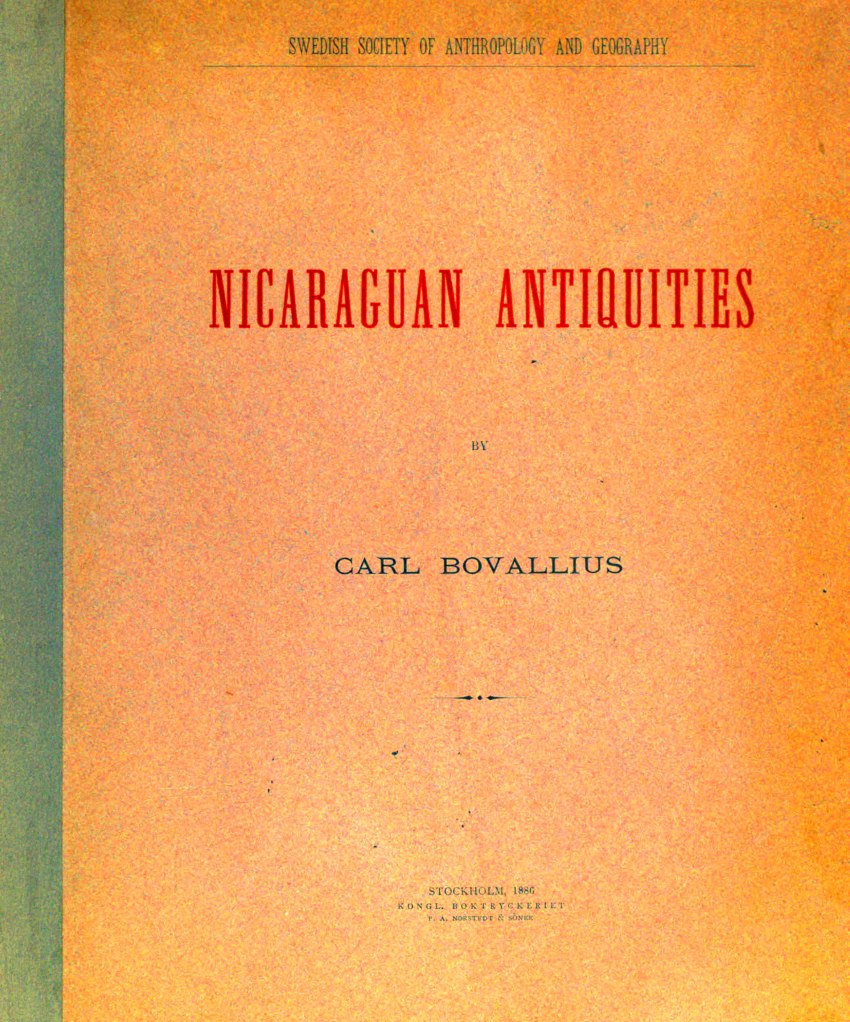 SWEDISH SOCIETY OF ANTHROPOLOGY AND GEOGRAPHY
NICARAGUAN ANTIQUITIES
BY
CARL BOVALLIUS
STOCKHOLM, 1886
KONGL. BOKTRYCKERIET
P. A. NORSTEDT & SÖNER